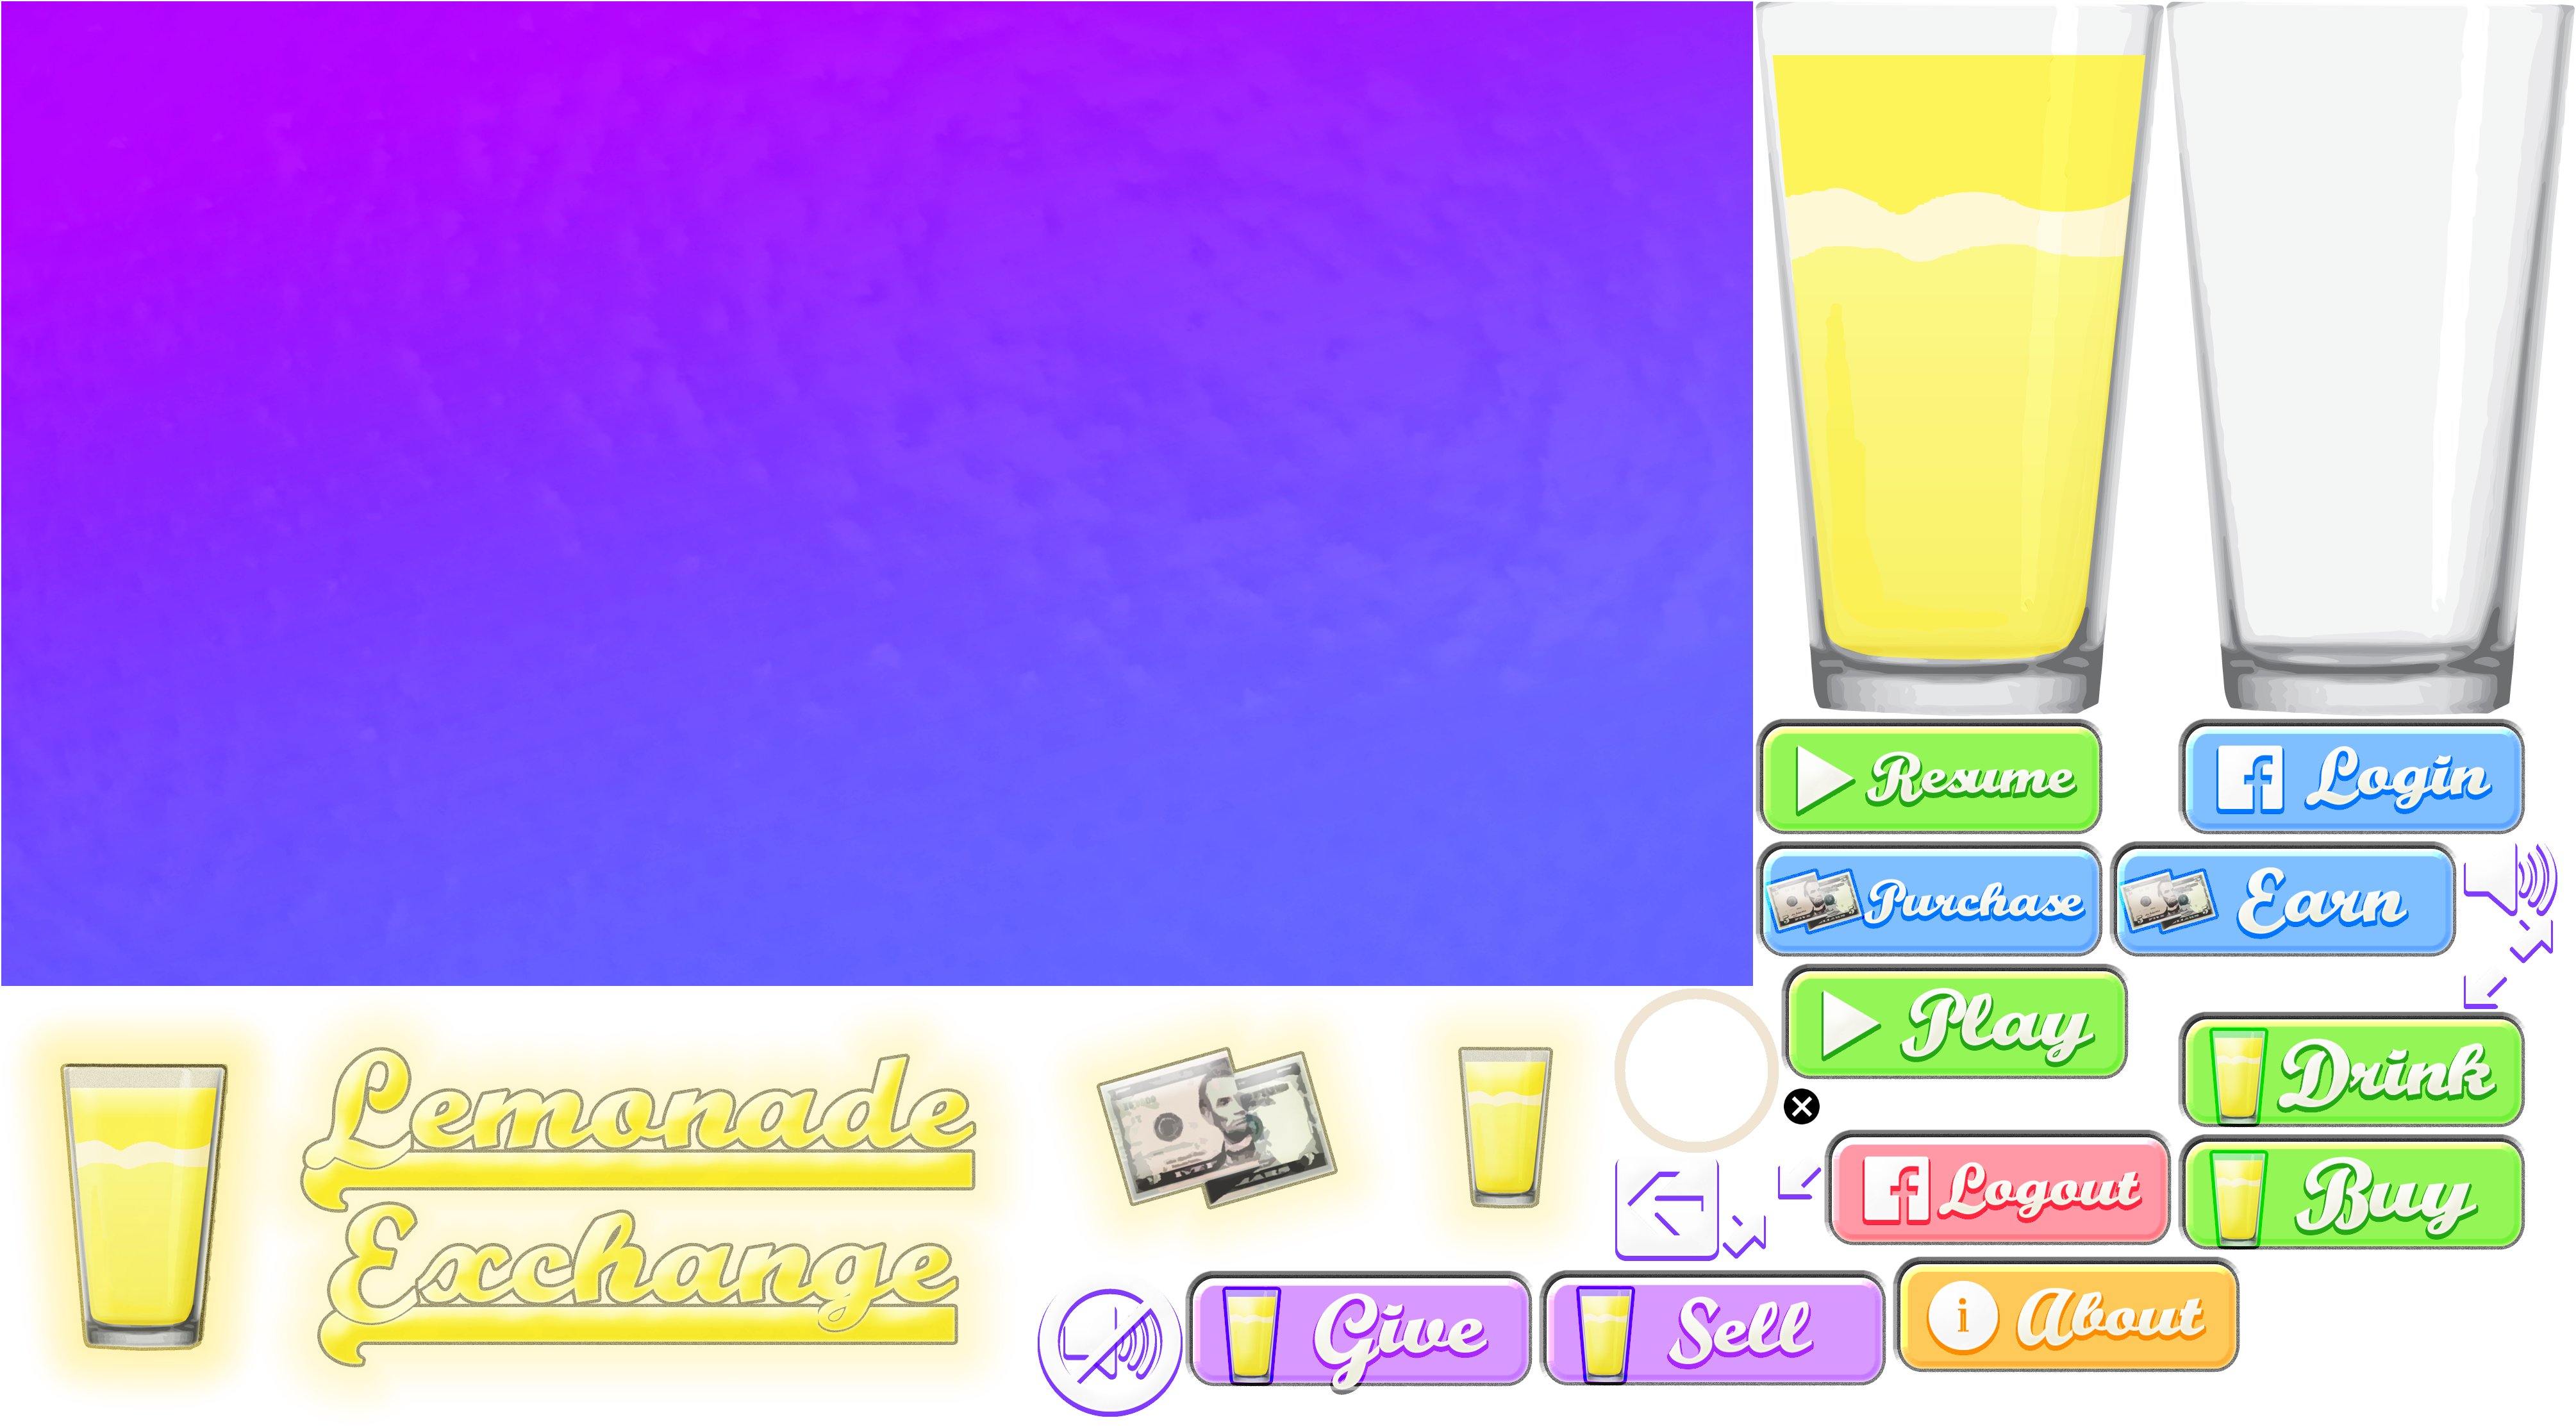 Resume
Login
Purchase
Earn
Play
Drink
Lemonade
Exchange
Logout
Buy
Give
Sell
i About